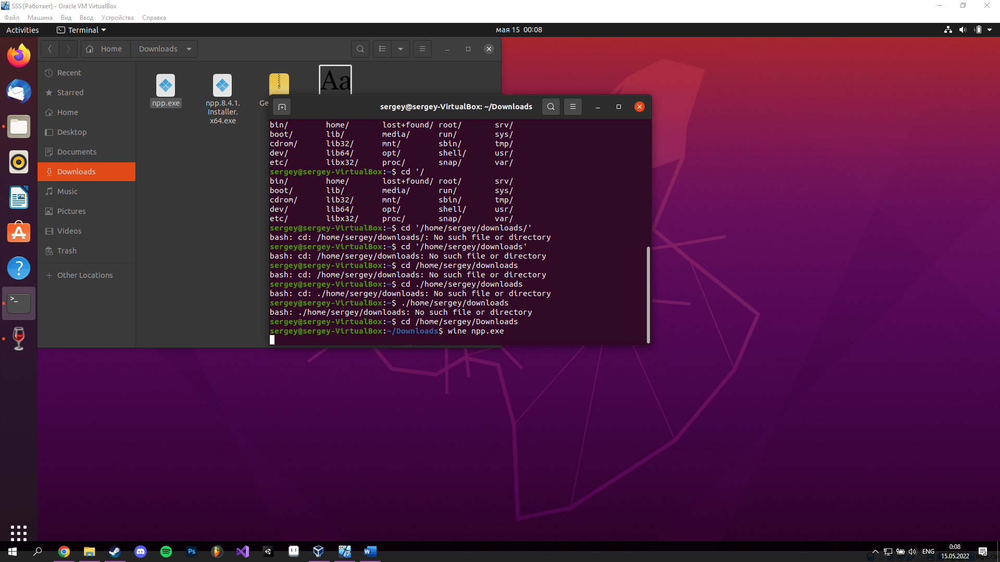 SSS [Работает] - Oracle VM VirtualBox
Файл Машина Вид Ввод Устройства Справка
Activities Terminal мая 15 00:08
Home Downloads
Recent
Starred
Home
Desktop
Documents
Downloads
Music
Pictures
Videos
Trash
Other Locations
npp.exe
npp.8.4.1.
Installer.
x64.exe
Ge
Aa
sergey@sergey-VirtualBox: ~/Downloads
bin/ home/ lost+found/ root/ srv/
boot/ lib/ media/ run/ sys/
cdrom/ lib32/ mnt/ sbin/ tmp/
dev/ lib64/ opt/ shell/ usr/
etc/ libx32/ proc/ snap/ var/
sergey@sergey-VirtualBox:~$ cd '/
bin/ home/ lost+found/ root/ srv/
boot/ lib/ media/ run/ sys/
cdrom/ lib32/ mnt/ sbin/ tmp/
dev/ lib64/ opt/ shell/ usr/
etc/ libx32/ proc/ snap/ var/
sergey@sergey-VirtualBox:~$ cd '/home/sergey/downloads/'
bash: cd: /home/sergey/downloads/: No such file or directory
sergey@sergey-VirtualBox:~$ cd '/home/sergey/downloads'
bash: cd: /home/sergey/downloads: No such file or directory
sergey@sergey-VirtualBox:~$ cd /home/sergey/downloads
bash: cd: /home/sergey/downloads: No such file or directory
sergey@sergey-VirtualBox:~$ cd ./home/sergey/downloads
bash: cd: ./home/sergey/downloads: No such file or directory
sergey@sergey-VirtualBox:~$ ./home/sergey/downloads
bash: ./home/sergey/downloads: No such file or directory
sergey@sergey-VirtualBox:~$ cd /home/sergey/Downloads
sergey@sergey-VirtualBox:~/Downloads$ wine npp.exe
Ps
ENG
0:08
15.05.2022
Right Ctrl